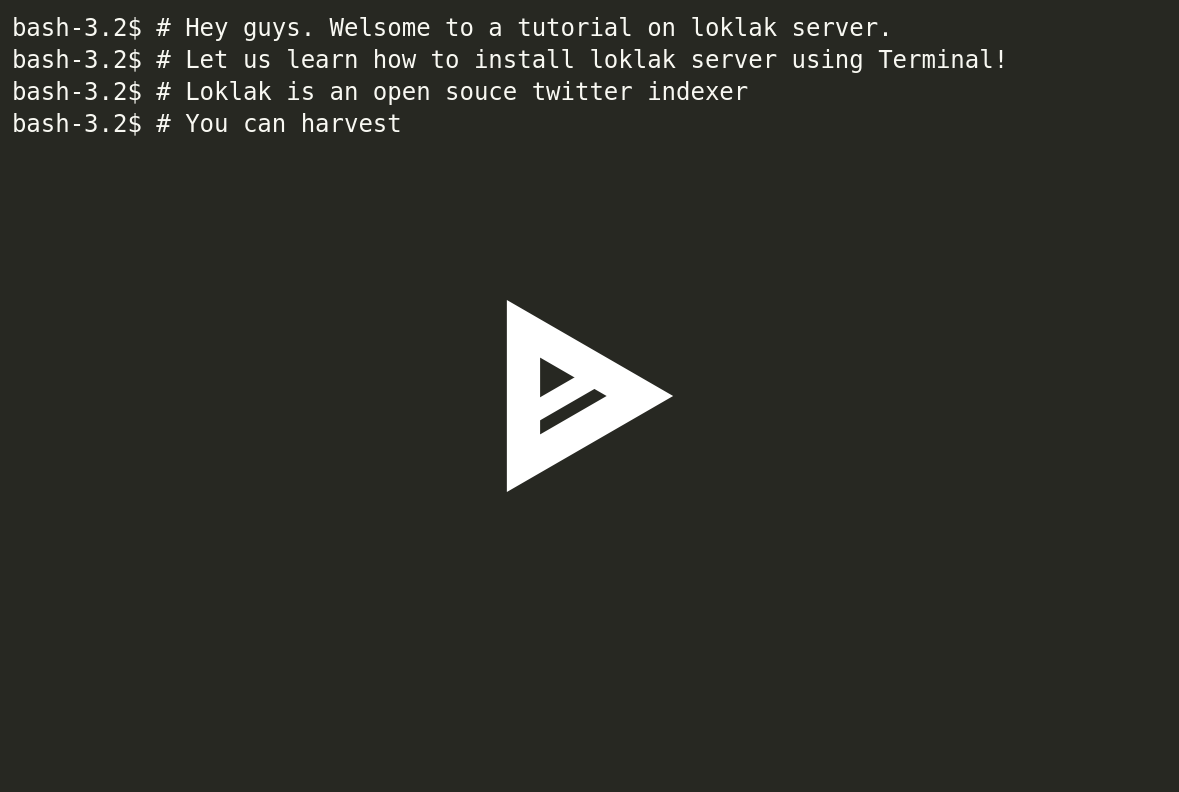 bash-3.2$ # Hey guys. Welsome to a tutorial on loklak server.
bash-3.2$ # Let us learn how to install loklak server using Terminal!
bash-3.2$ # Loklak is an open souce twitter indexer
bash-3.2$ # You can harvest